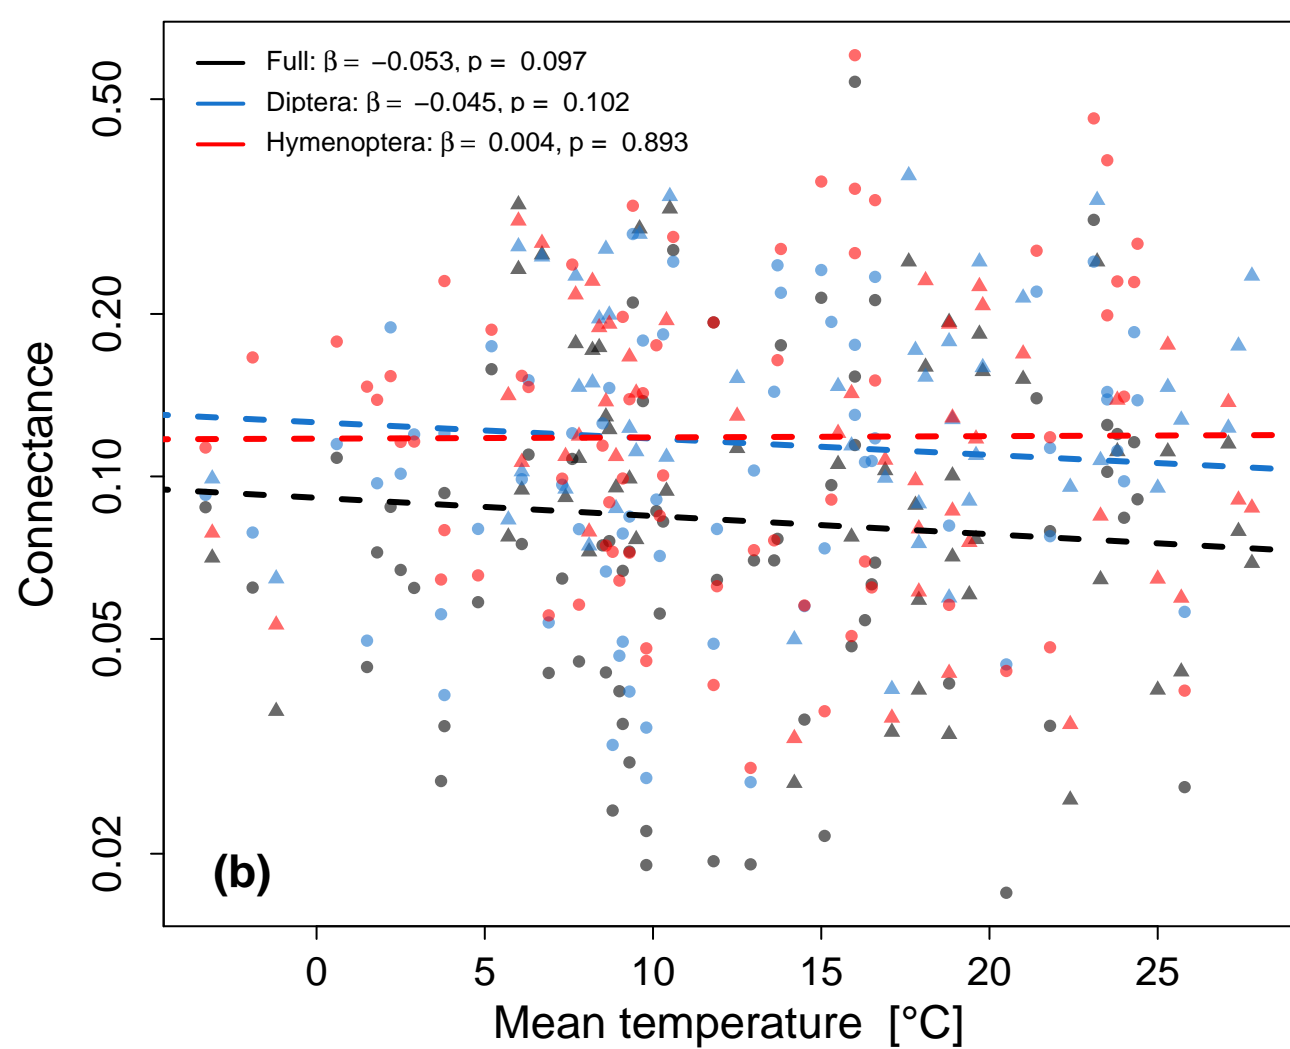 Full: β = −0.053, p = 0.097
Diptera: β = −0.045, p = 0.102
Hymenoptera: β = 0.004, p = 0.893
0.50
0.20
0.10
0.05
0.02
Connectance
(b)
0 5 10 15 20 25
Mean temperature [°C]